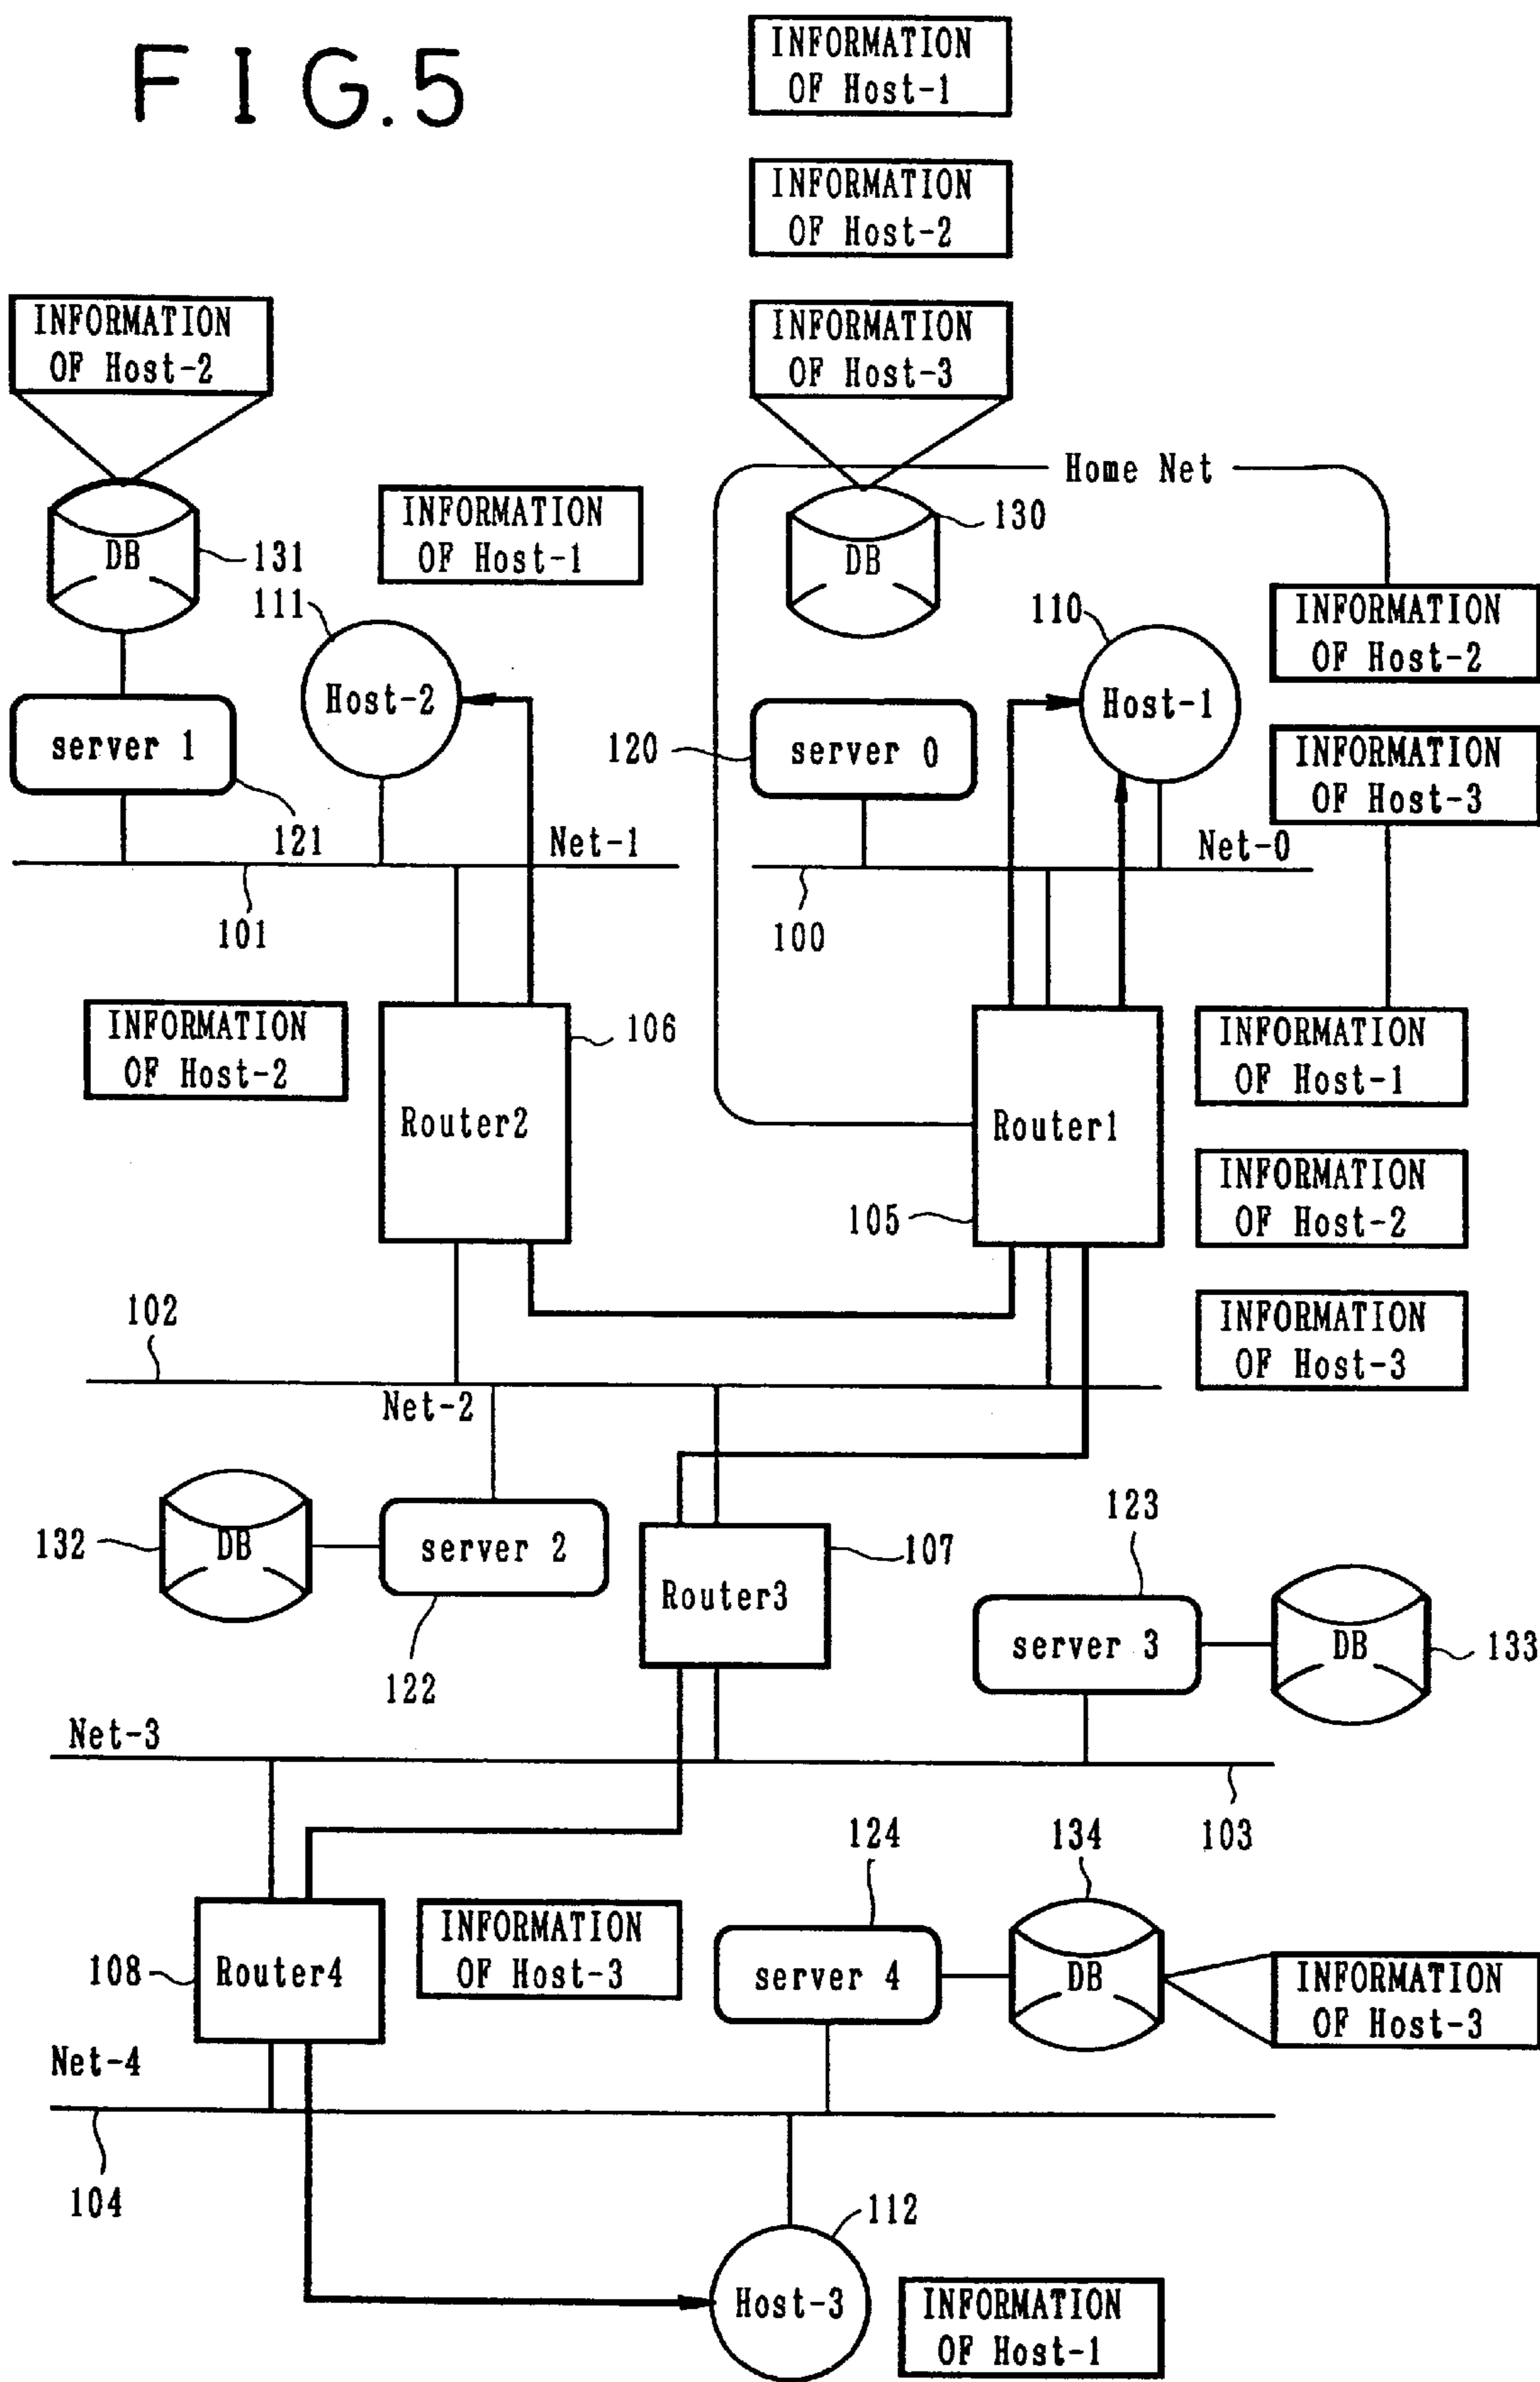 FIG.5
INFORMATION
OF Host-1
INFORMATION
OF Host-2
INFORMATION
OF Host-3
INFORMATION
OF Host-2
Home Net
DB
131
INFORMATION
OF Host-1
130
DB
111
110
INFORMATION
OF Host-2
Host-2
Host-1
server 1
120
server 0
INFORMATION
OF Host-3
121
Net-1
Net-0
101
100
INFORMATION
OF Host-2
106
Router2
Router1
INFORMATION
OF Host-1
105
INFORMATION
OF Host-2
102
INFORMATION
OF Host-3
Net-2
132
DB
server 2
122
107
Router3
123
server 3
DB
133
Net-3
103
124
134
108
Router4
INFORMATION
OF Host-3
server 4
DB
INFORMATION
OF Host-3
Net-4
104
112
Host-3
INFORMATION
OF Host-1